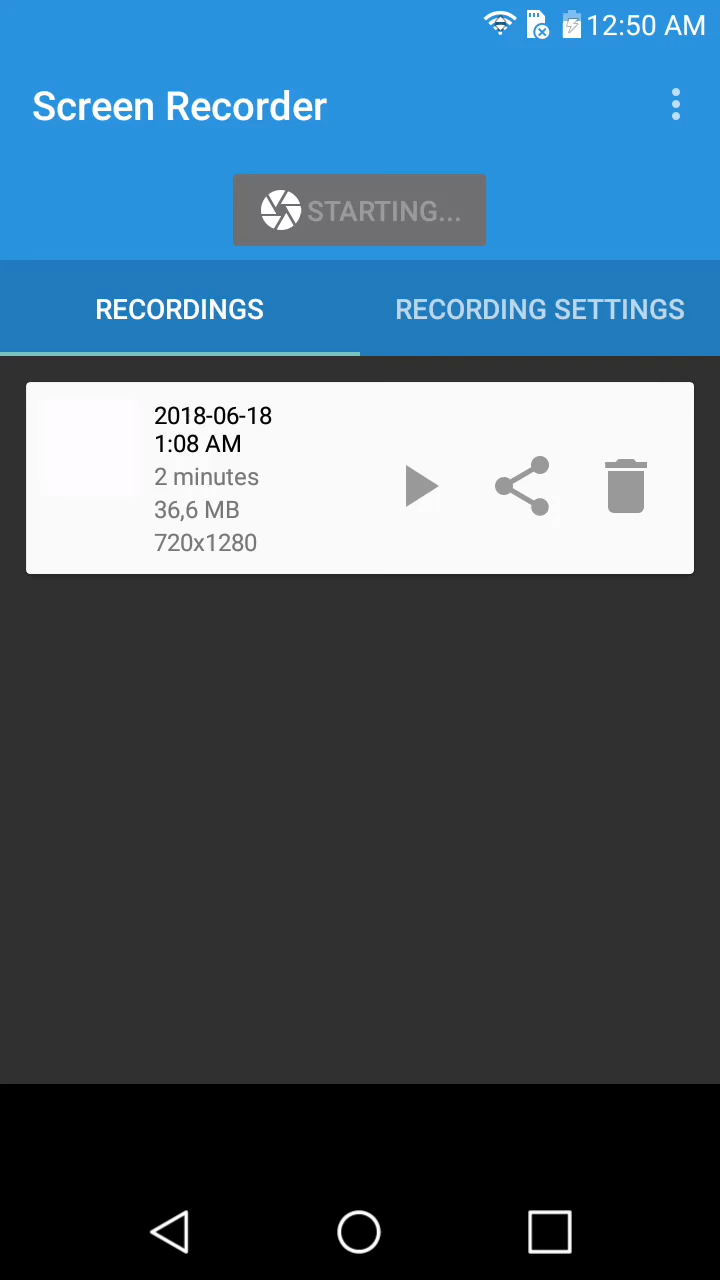 12:50 AM
Screen Recorder
STARTING...
RECORDINGS
RECORDING SETTINGS
2018-06-18
1:08 AM
2 minutes
36,6 MB
720x1280